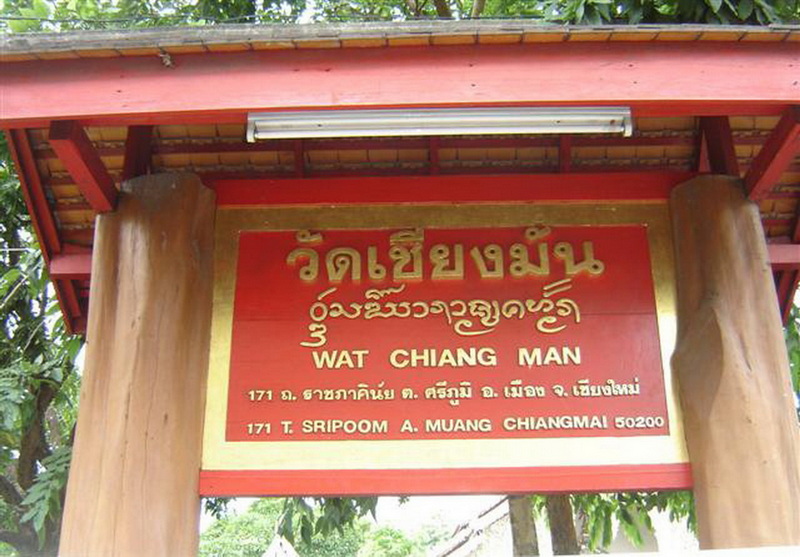 วัดเชียงมั่น
WAT CHIANG MAN
171 ถ. ราชภาคินัย ต. ศรีภูมิ อ. เมือง จ. เชียงใหม่
171 T. SRIPOOM A. MUANG CHIANGMAI 50200